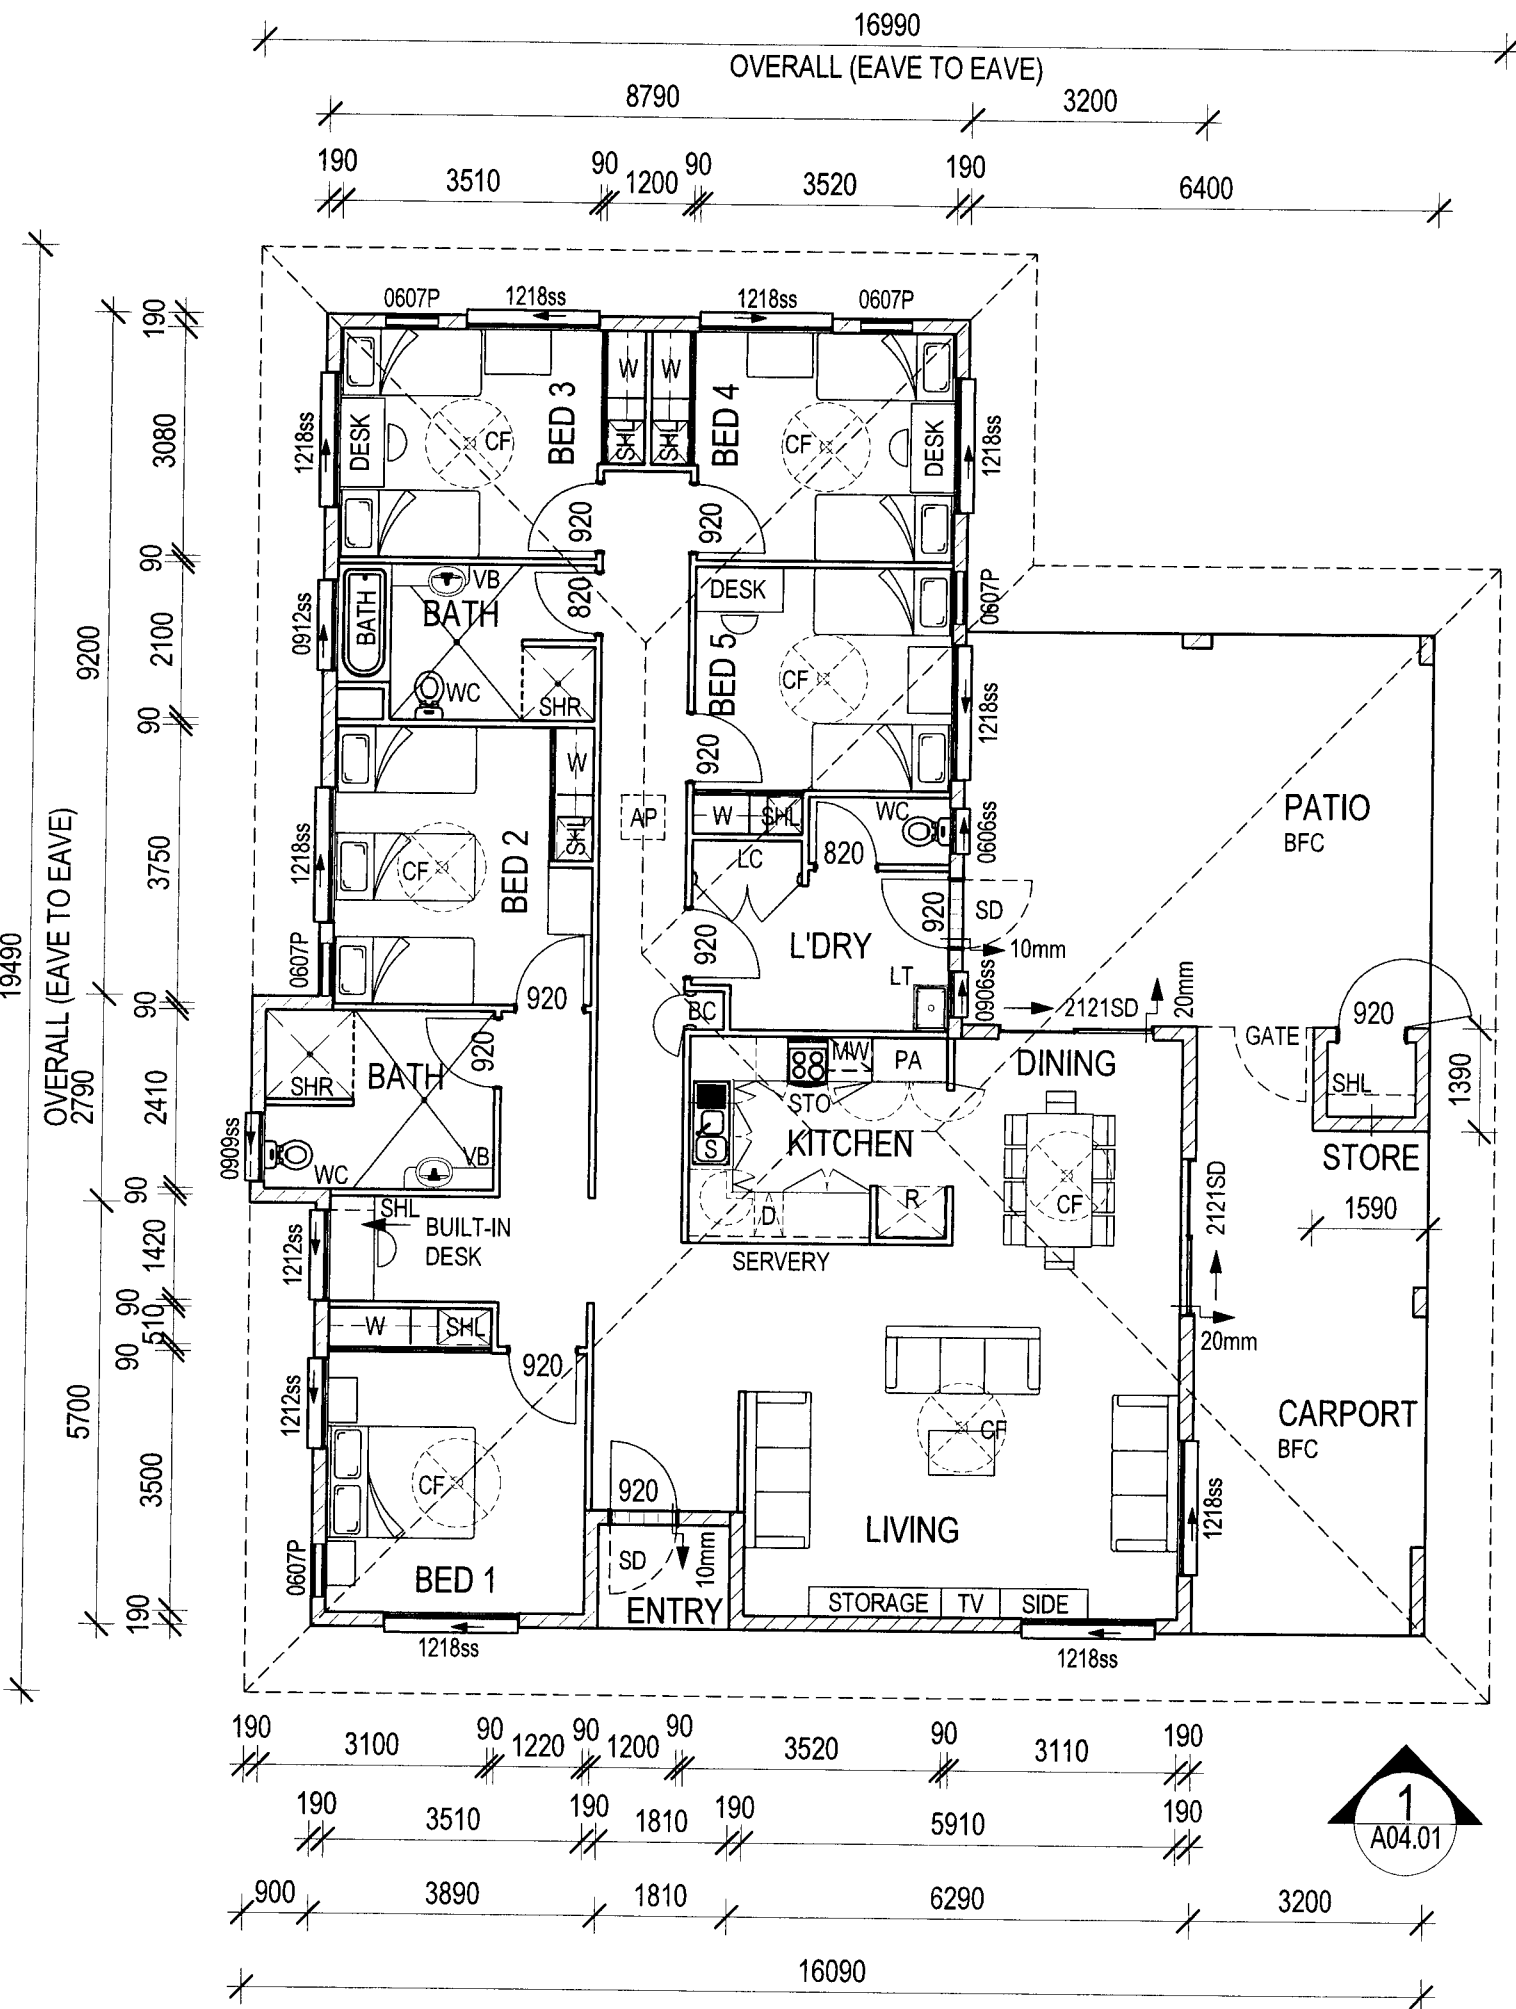 16990
OVERALL (EAVE TO EAVE)
8790
3200
190
3510
90
1200
90
3520
190
6400
0607P
1218ss
1218ss
0607P
190
3080
90
2100
90
3750
90
2410
90
1420
90
510
90
3500
190
9200
2790
5700
19490
OVERALL (EAVE TO EAVE)
1218ss
DESK
CF
BED 3
W
SHL
W
SHL
BED 4
CF
DESK
1218ss
920
920
0912ss
BATH
VB
BATH
820
WC
SHR
DESK
BED 5
CF
0607P
1218ss
920
PATIO
BFC
1218ss
0607P
CF
BED 2
W
SHL
920
AP
W
SHL
WC
0606ss
LC
820
920
L'DRY
920
SD
10mm
LT
0906ss
2121SD
20mm
BC
SHR
BATH
920
0909ss
WC
VB
MW
PA
STO
KITCHEN
S
D
R
SERVERY
DINING
CF
GATE
920
SHL
1390
STORE
1590
2121SD
20mm
SHL
BUILT-IN
DESK
1212ss
W
SHL
920
1212ss
CF
BED 1
0607P
1218ss
920
SD
10mm
ENTRY
CF
LIVING
STORAGE
TV
SIDE
1218ss
1218ss
CARPORT
BFC
190
3100
90
1220
90
1200
90
3520
90
3110
190
190
3510
190
1810
190
5910
190
900
3890
1810
6290
3200
16090
1
A04.01